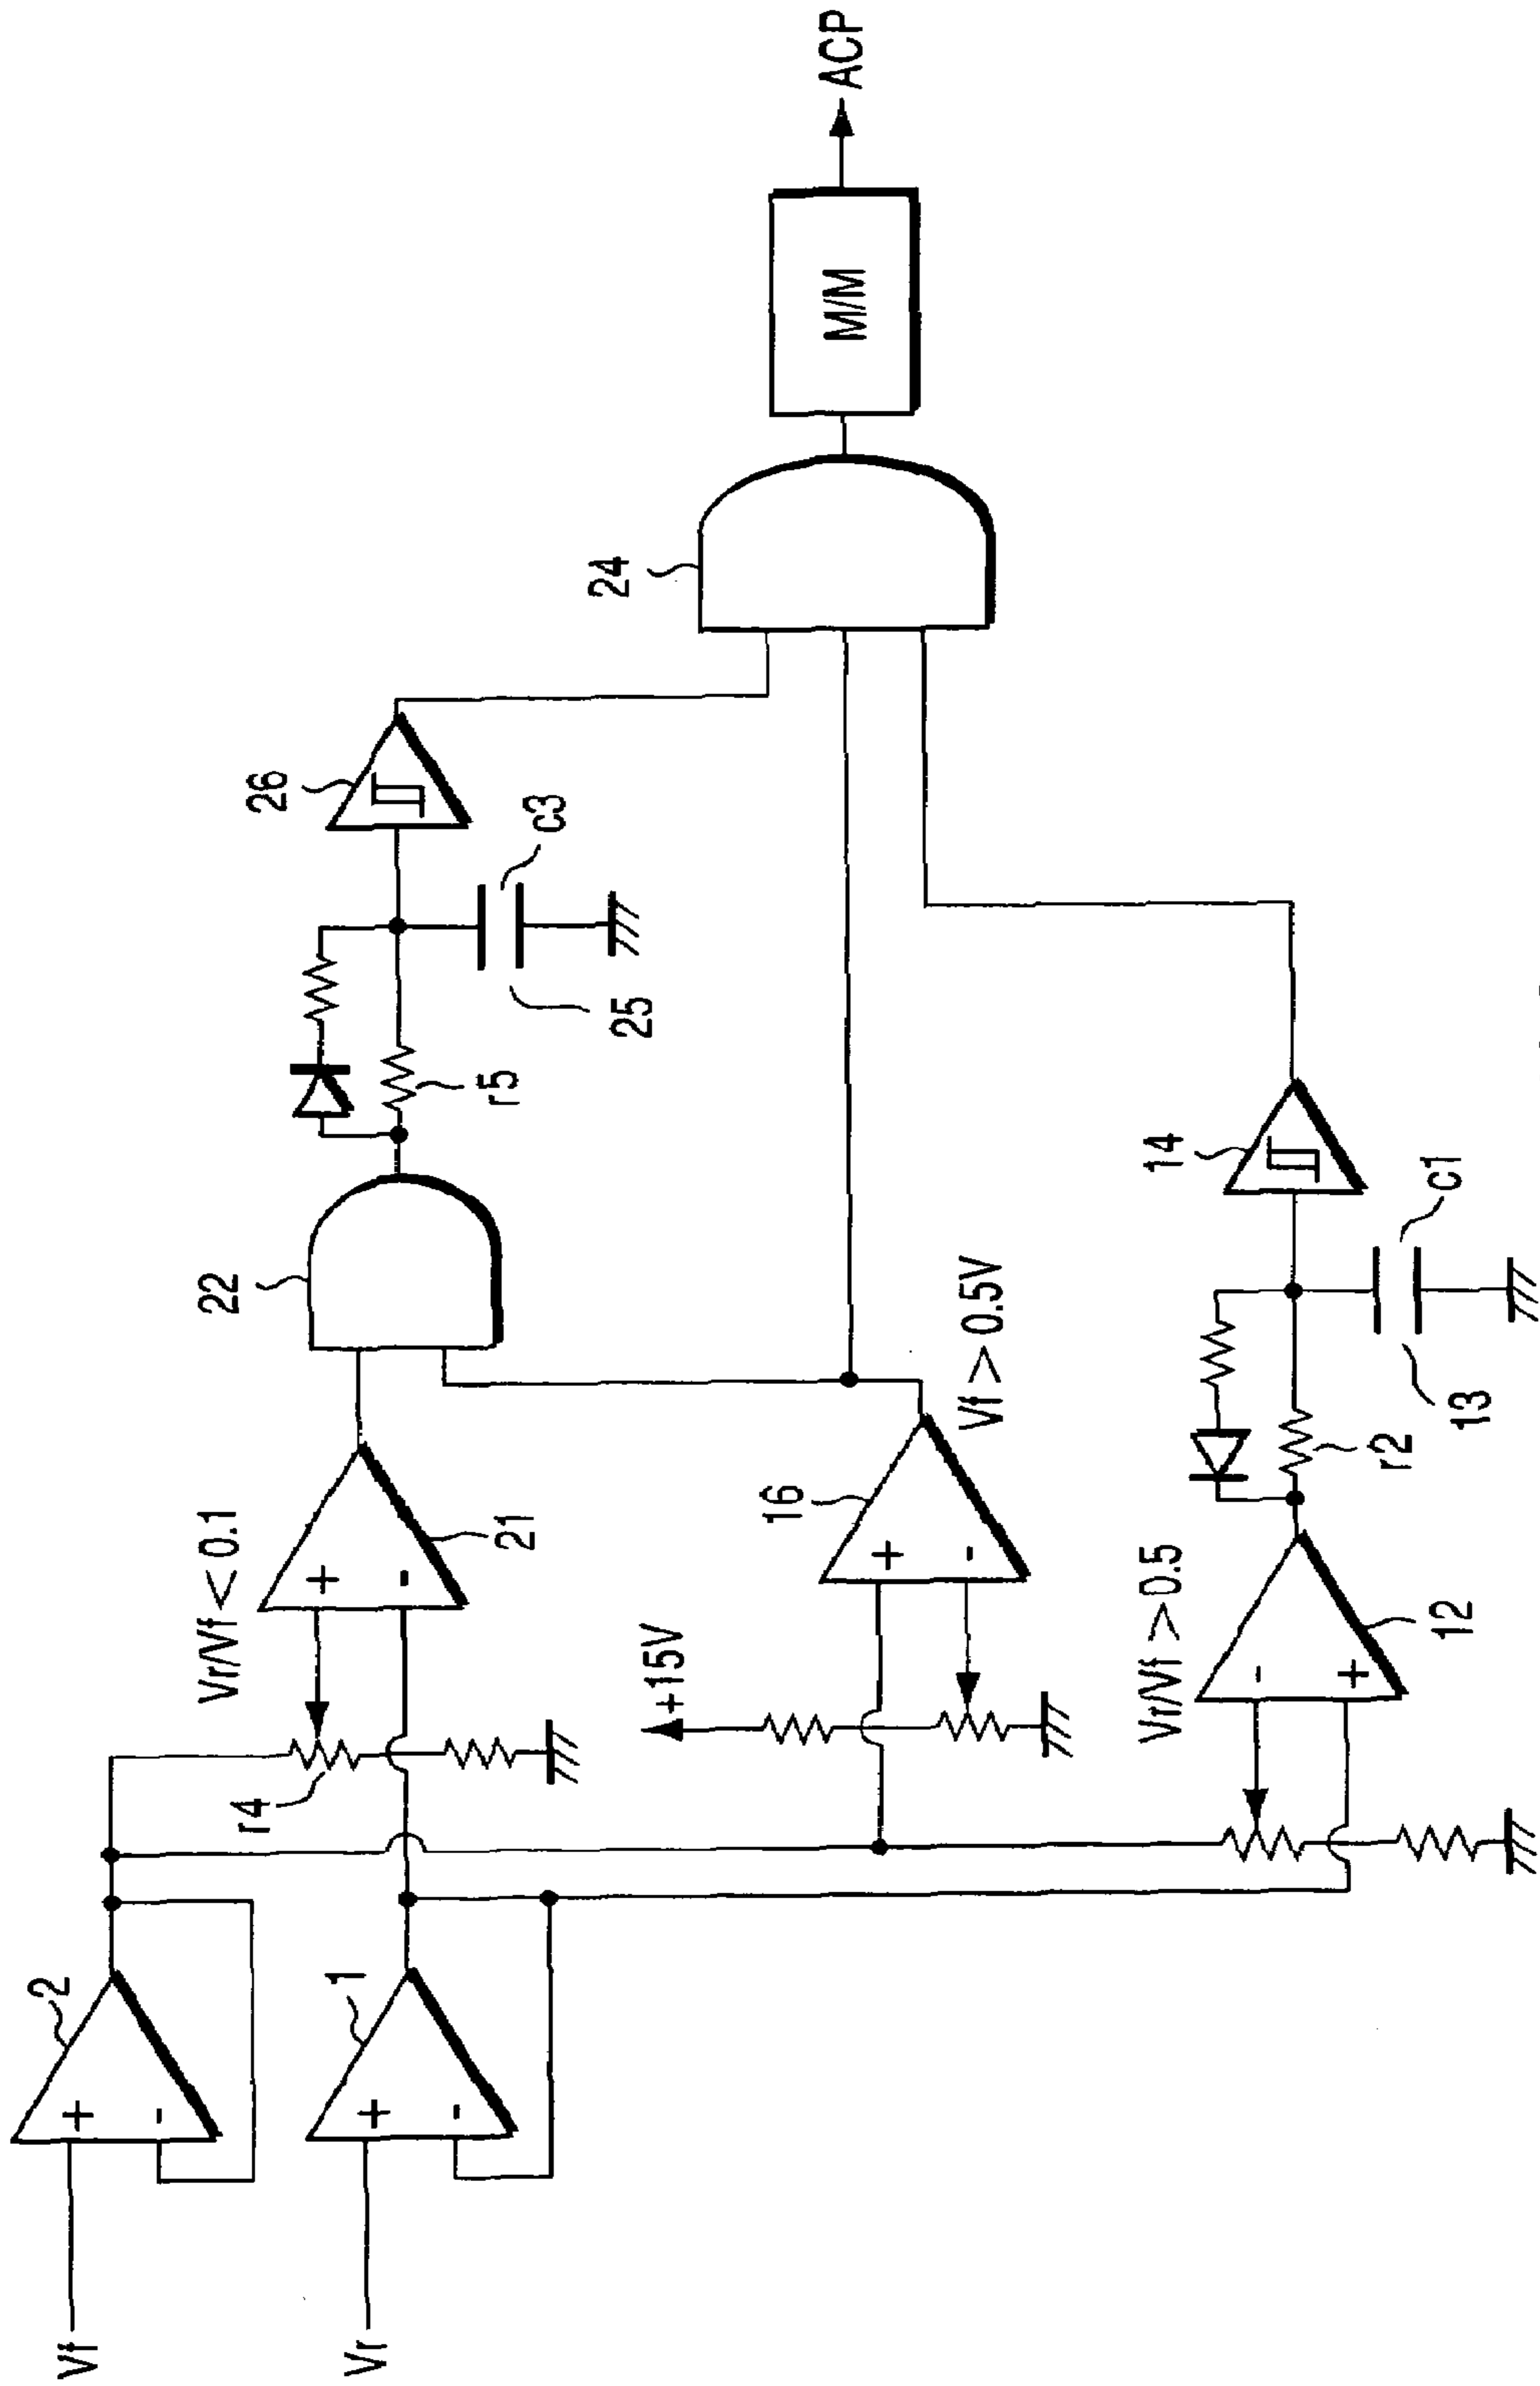 Vf
Vr
2
+
-
1
+
-
r4
Vr/Vf < 0.1
+
-
21
+15V
16
+
-
Vf > 0.5V
Vr/Vf > 0.5
-
+
12
22
r5
25
c3
26
r2
13
c1
14
24
M/M
ACP